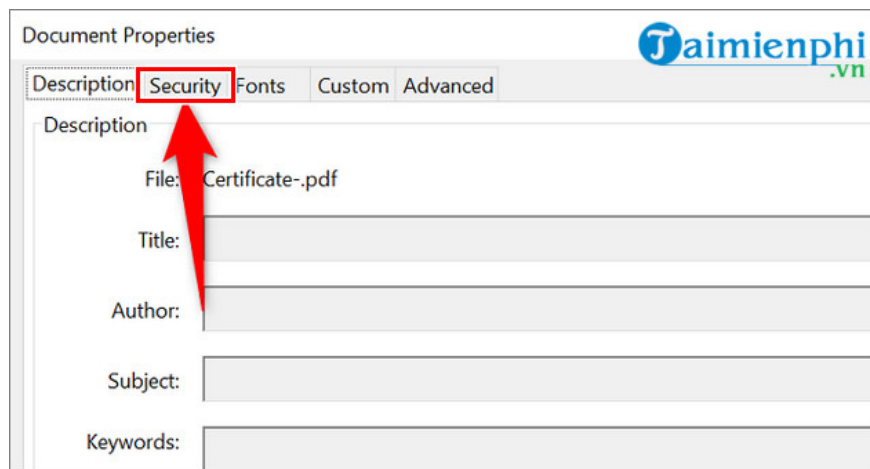 Document Properties
Taimienphi
.vn
Description Security Fonts Custom Advanced
Description
File: Certificate-.pdf
Title:
Author:
Subject:
Keywords: